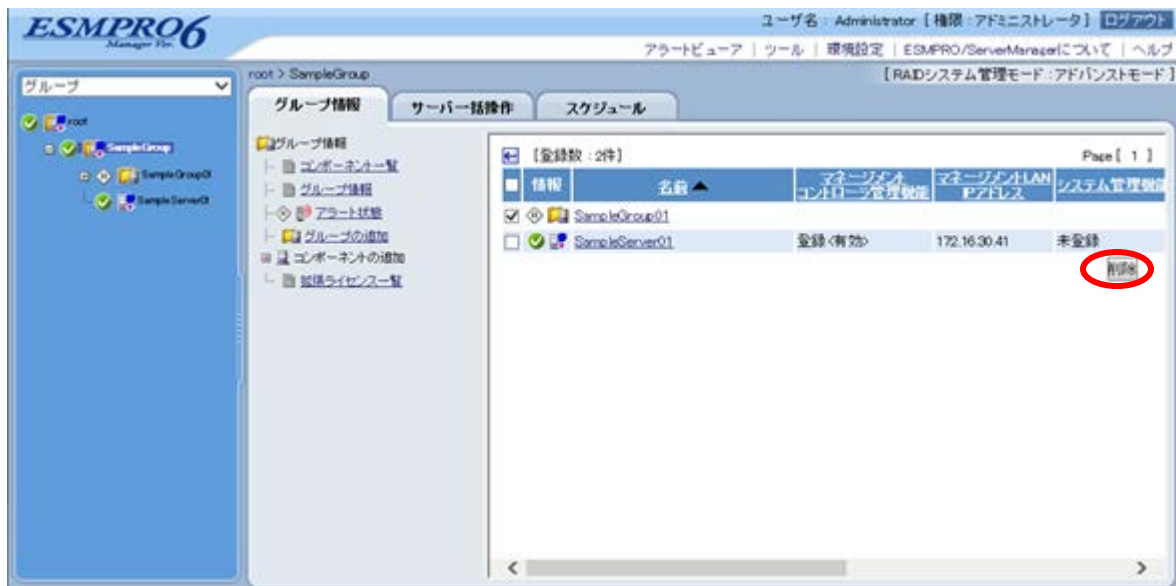 ESMPRO6
Manager Ver.
ユーザ名 : Administrator [ 権限 : アドミニストレータ ] ログアウト
アラートビューア | ツール | 環境設定 | ESMPRO/ServerManagerについて | ヘルプ
グループ
root
SampleGroup
SampleGroup01
SampleServer01
root > SampleGroup
[ RAIDシステム管理モード : アドバンストモード ]
グループ情報 サーバ一括操作 スケジュール
グループ情報
コンポーネント一覧
グループ情報
アラート状態
グループの追加
コンポーネントの追加
拡張ライセンス一覧
[登録数 : 2件] Page [ 1 ]
情報 名前▲ マネージメント コントローラ管理機能 マネージメントLAN IPアドレス システム管理機能
SampleGroup01
SampleServer01 登録<有効> 172.16.30.41 未登録
削除